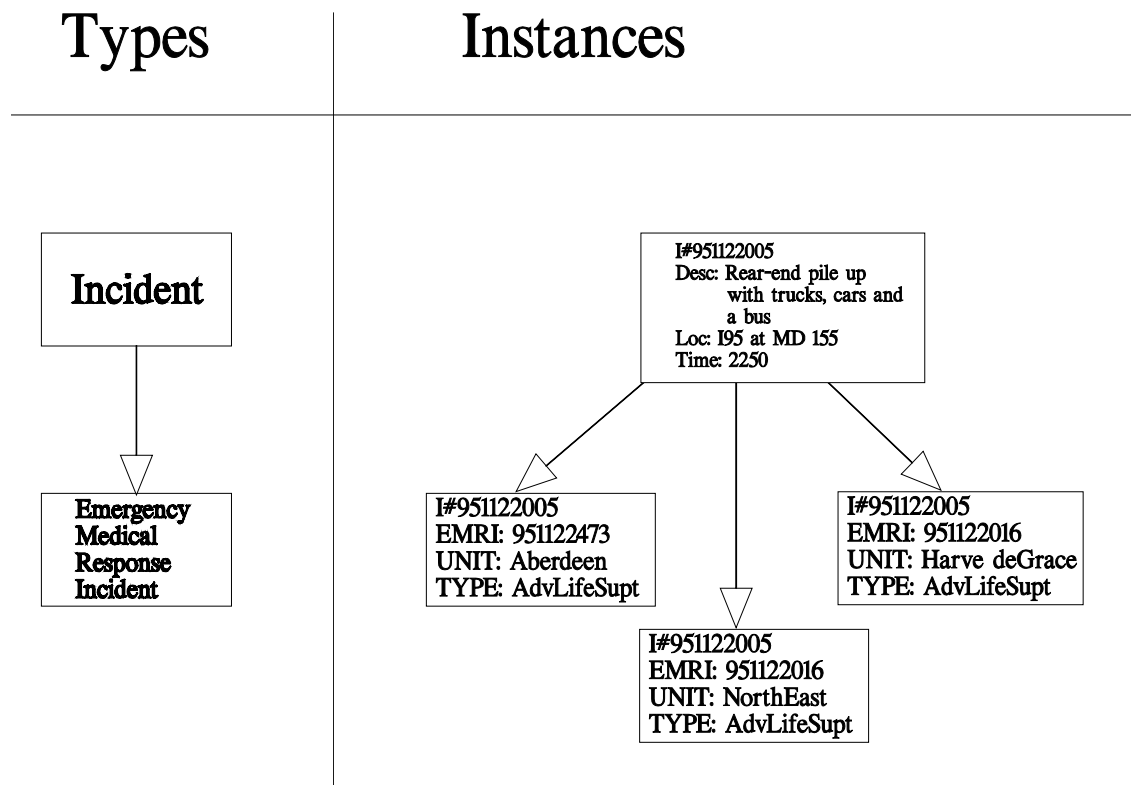 Types
Instances
Incident
Emergency
Medical
Response
Incident
I#951122005
Desc: Rear-end pile up
with trucks, cars and
a bus
Loc: I95 at MD 155
Time: 2250
I#951122005
EMRI: 951122473
UNIT: Aberdeen
TYPE: AdvLifeSupt
I#951122005
EMRI: 951122016
UNIT: NorthEast
TYPE: AdvLifeSupt
I#951122005
EMRI: 951122016
UNIT: Harve deGrace
TYPE: AdvLifeSupt